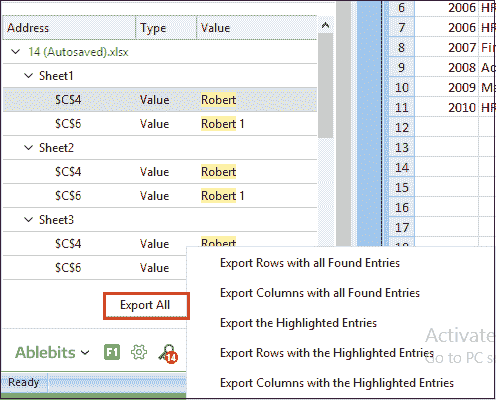 Address Type Value
14 (Autosaved).xlsx
Sheet1
$C$4 Value Robert
$C$6 Value Robert 1
Sheet2
$C$4 Value Robert
$C$6 Value Robert 1
Sheet3
$C$4 Value Robert
$C$6 Value
Export All
Export Rows with all Found Entries
Export Columns with all Found Entries
Export the Highlighted Entries
Export Rows with the Highlighted Entries
Export Columns with the Highlighted Entries
Ablebits F1 14
Ready
6 2006 HR
7 2006 HR
8 2007 Fin
9 2008 Ac
10 2009 Ma
11 2010 HR
12
13
14
15
16
17
Activate
Go to PC s